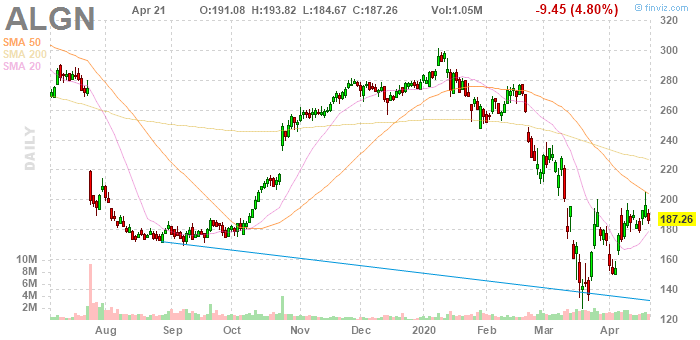 ALGN
Apr 21 O:191.08 H:193.82 L:184.67 C:187.26 Vol:1.05M -9.45 (4.80%)
© finviz.com
SMA 50
SMA 200
SMA 20
DAILY
320
300
280
260
240
220
200
187.26
180
160
140
120
10M
8M
6M
4M
Aug Sep Oct Nov Dec 2020 Feb Mar Apr